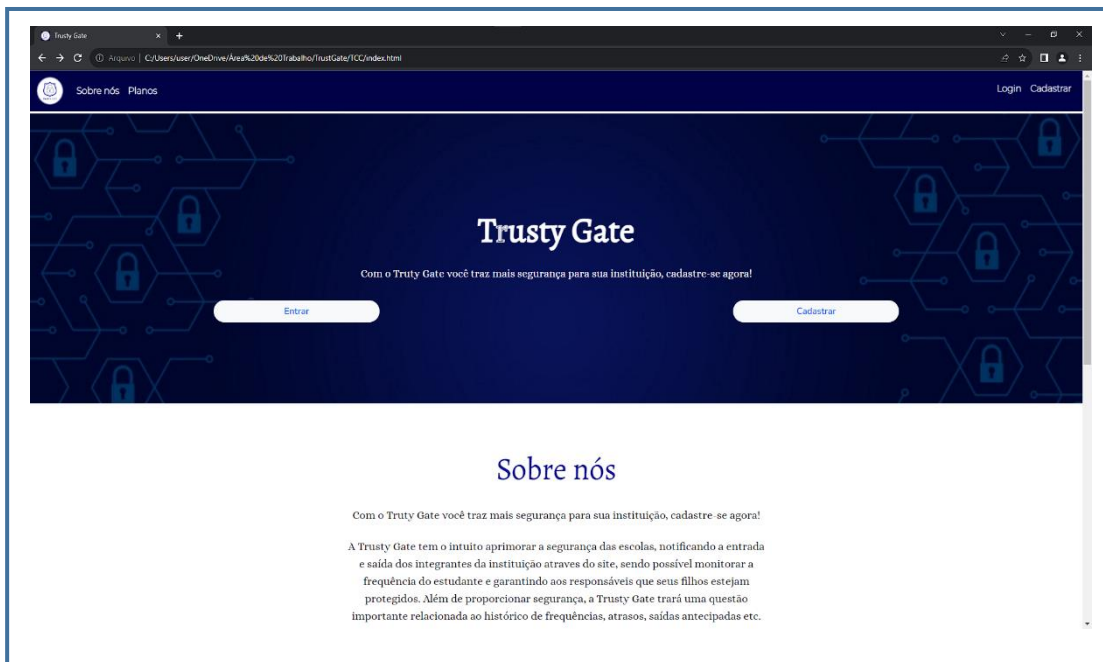 Trusty Gate
Arquivo | C:/Users/user/OneDrive/Área%20de%20Trabalho/TrustGate/TCC/index.html
Sobre nós Planos
Login Cadastrar
Trusty Gate
Com o Truty Gate você traz mais segurança para sua instituição, cadastre-se agora!
Entrar
Cadastrar
Sobre nós
Com o Truty Gate você traz mais segurança para sua instituição, cadastre-se agora!
A Trusty Gate tem o intuito aprimorar a segurança das escolas, notificando a entrada
e saída dos integrantes da instituição atraves do site, sendo possível monitorar a
frequência do estudante e garantindo aos responsáveis que seus filhos estejam
protegidos. Além de proporcionar segurança, a Trusty Gate trará uma questão
importante relacionada ao histórico de frequências, atrasos, saídas antecipadas etc.